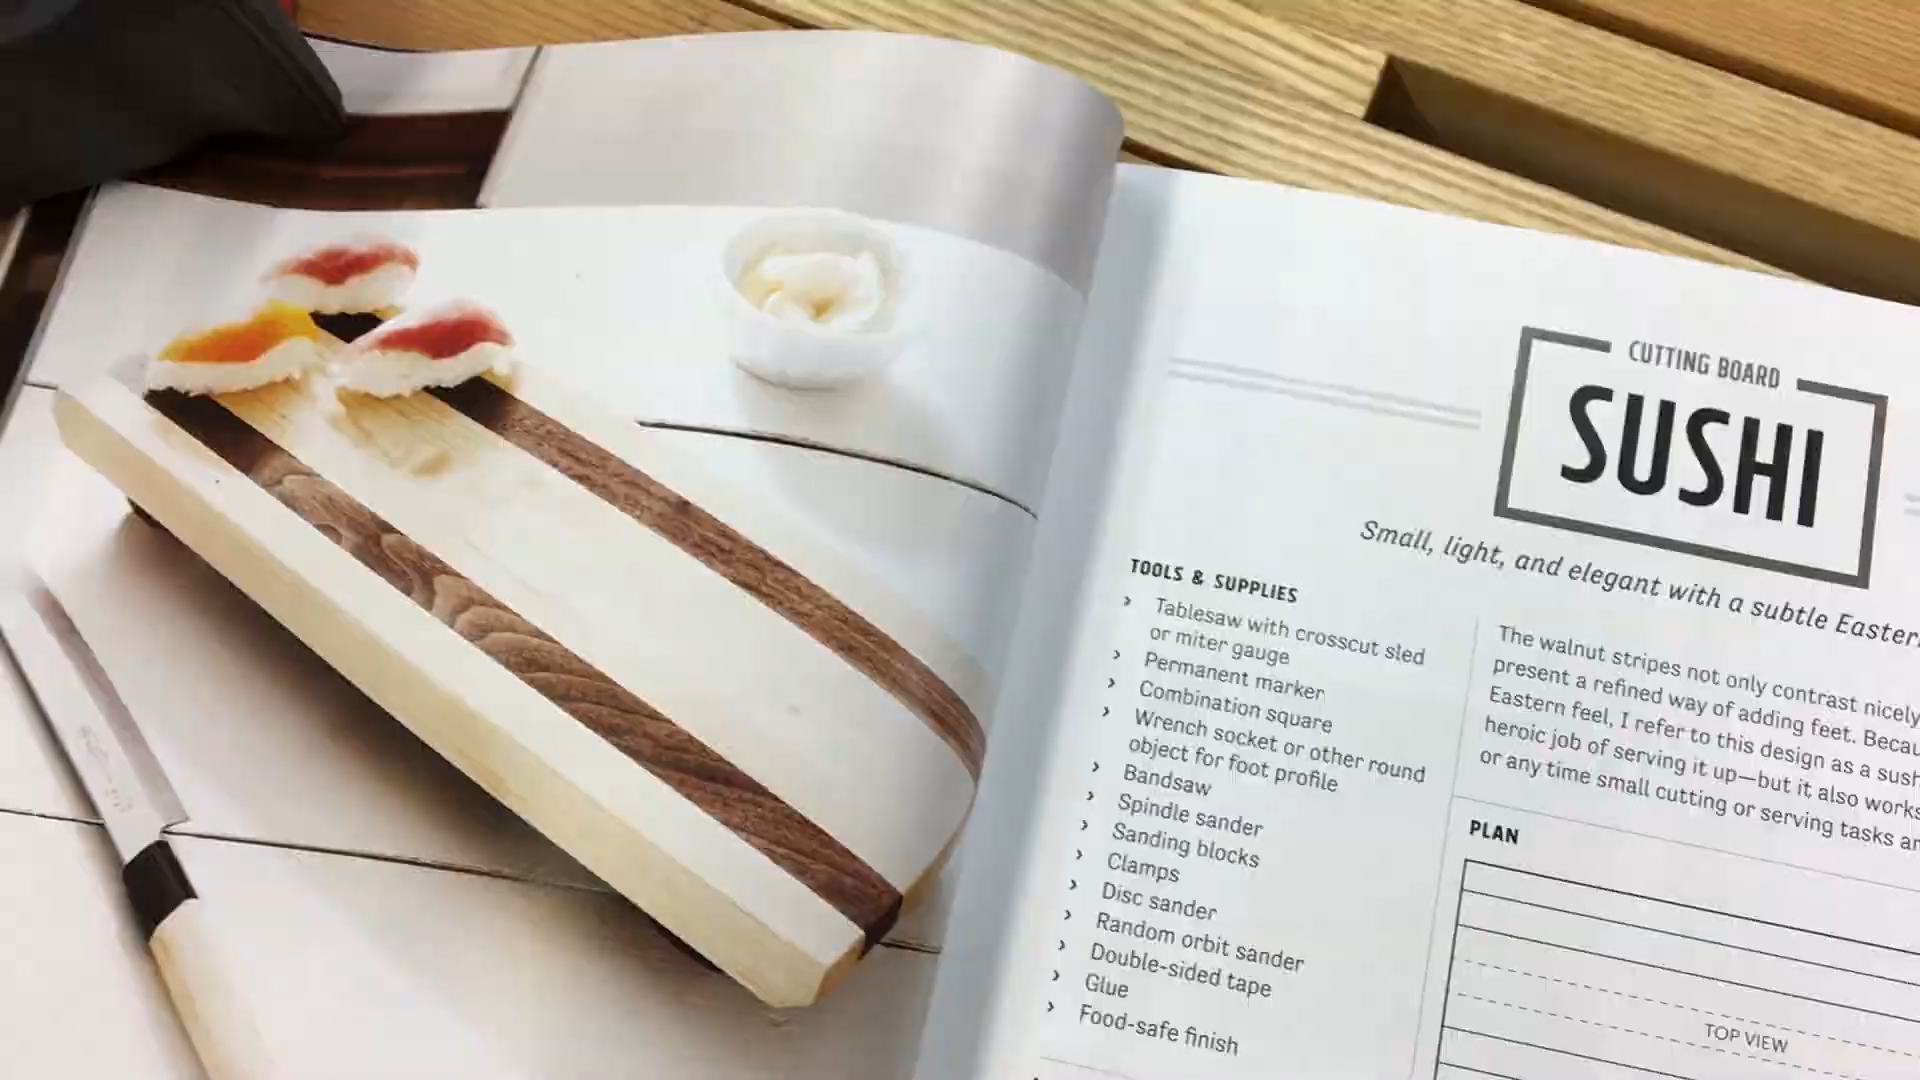 CUTTING BOARD
SUSHI
Small, light, and elegant with a subtle
TOOLS & SUPPLIES
› Tablesaw with crosscut sled
or miter gauge
› Permanent marker
› Combination square
› Wrench socket or other round
object for foot profile
› Bandsaw
› Spindle sander
› Sanding blocks
› Clamps
› Disc sander
› Random orbit sander
› Double-sided tape
› Glue
› Food-safe finish
The walnut stripes not only contrast nicely
present a refined way of adding feet.
Eastern feel, I refer to this design as a
heroic job of serving it up—but it also works
or any time small cutting or serving tasks
PLAN
TOP VIEW